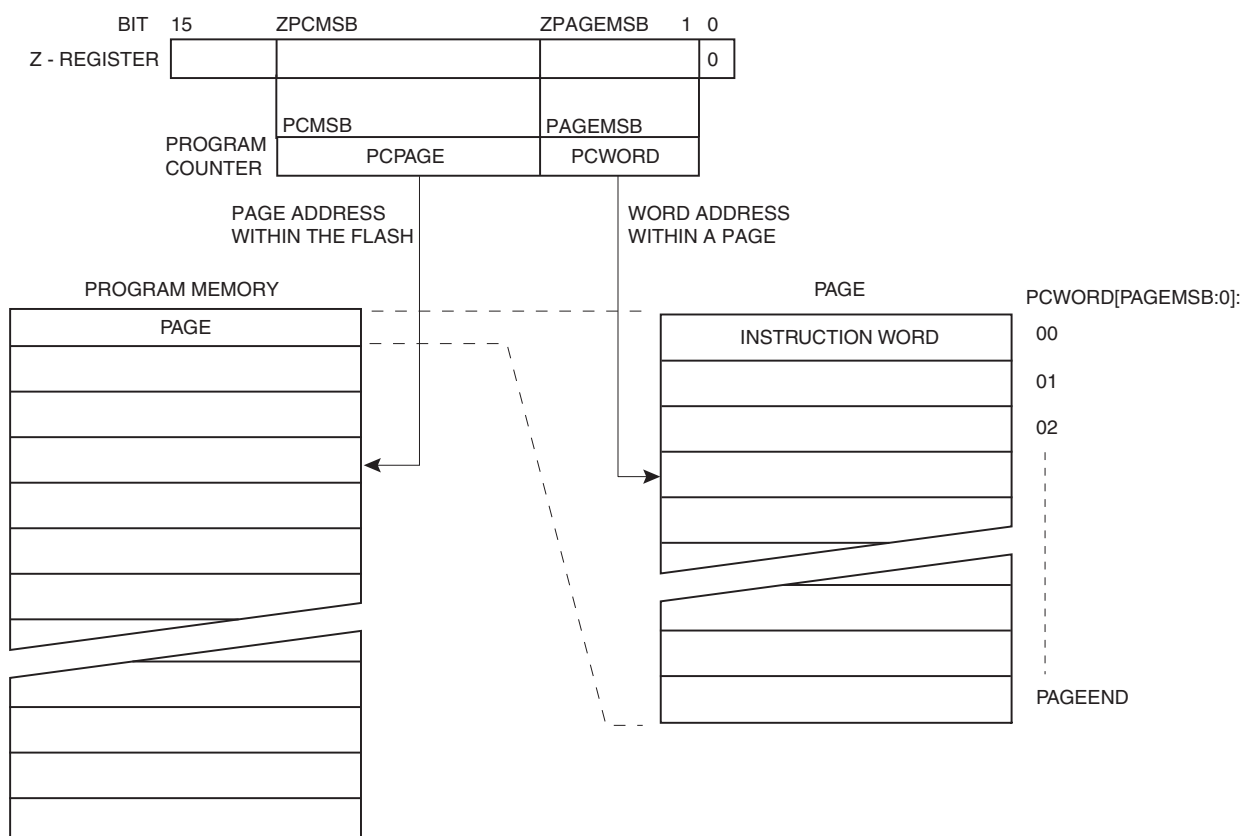 BIT 15 ZPCMSB ZPAGEMSB 1 0
Z - REGISTER 0
PCMSB PAGEMSB
PROGRAM
COUNTER
PCPAGE PCWORD
PAGE ADDRESS
WITHIN THE FLASH
WORD ADDRESS
WITHIN A PAGE
PROGRAM MEMORY
PAGE
PAGE
PCWORD[PAGEMSB:0]:
INSTRUCTION WORD
00
01
02
PAGEEND